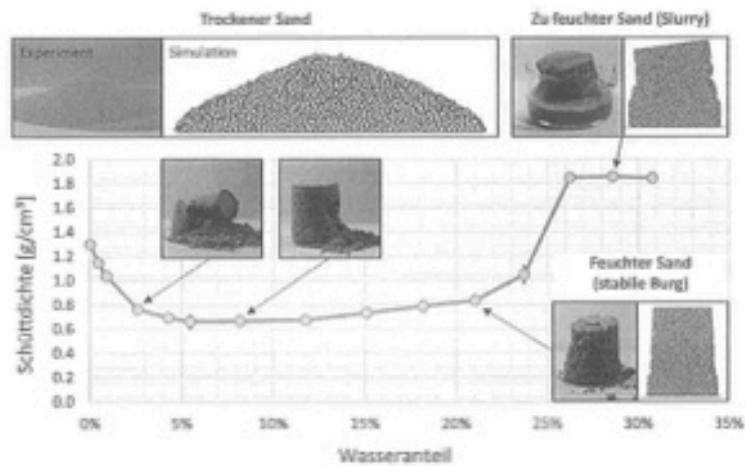 Trockener Sand
Zu feuchter Sand (Slurry)
Experiment
Simulation
Schüttdichte [g/cm³]
2.0
1.8
1.6
1.4
1.2
1.0
0.8
0.6
0.4
0.2
0.0
Feuchter Sand
(stabile Burg)
0%
5%
10%
15%
20%
25%
30%
35%
Wasseranteil